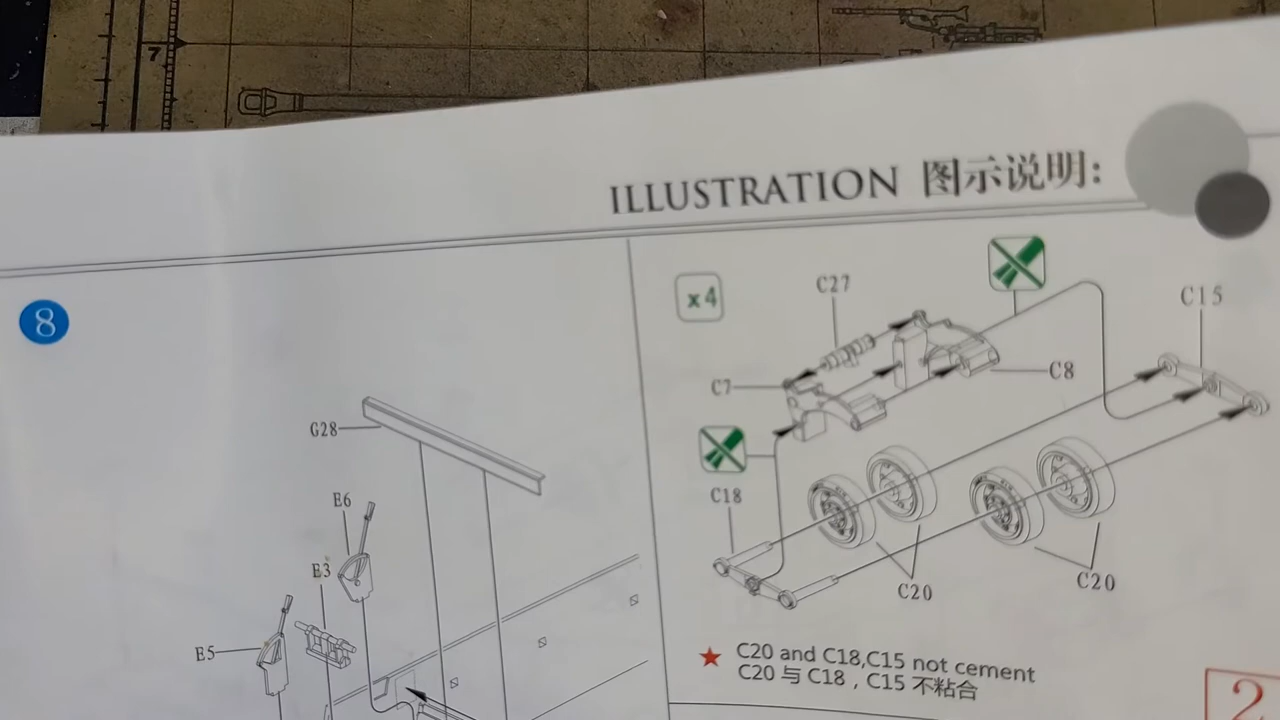 7
ILLUSTRATION 图示说明:
8
G28
E6
E3
E5
x4
C27
C15
C7
C8
C18
C20
C20
★ C20 and C18,C15 not cement
C20 与 C18，C15 不粘合
2